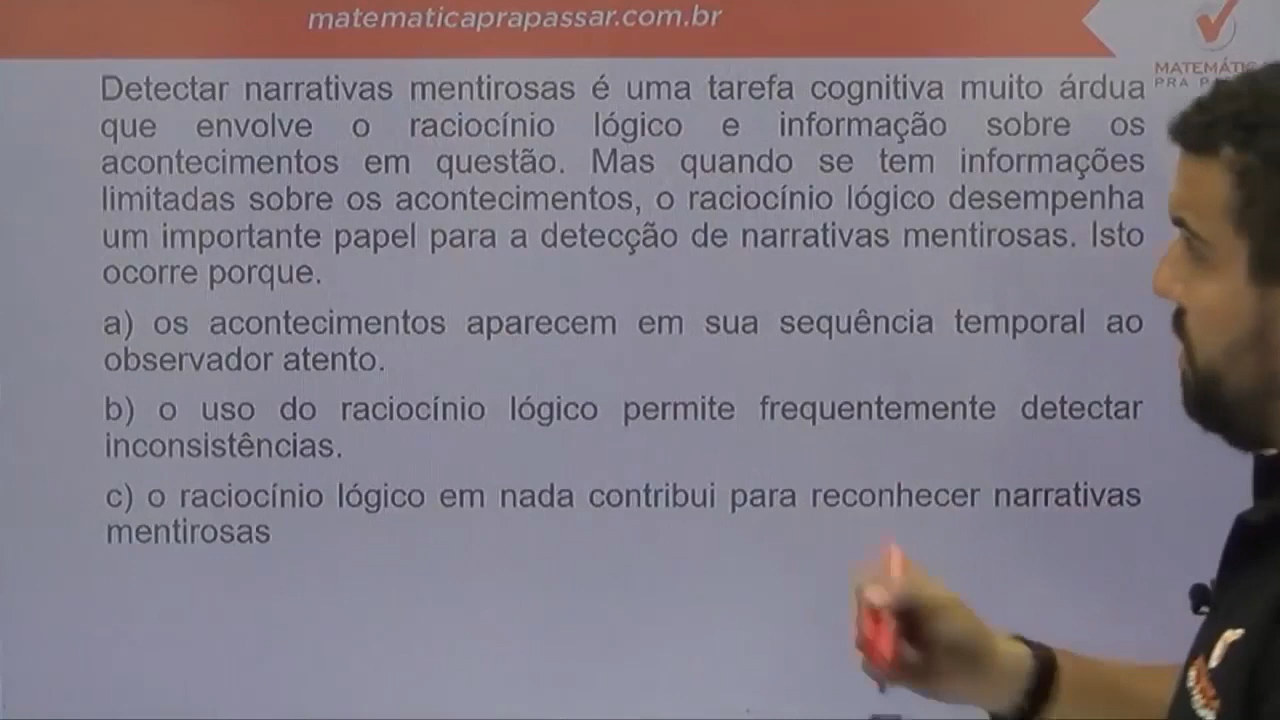 matematicaprapassar.com.br
MATEMÁTIC
PRA P
Detectar narrativas mentirosas é uma tarefa cognitiva muito árdua
que envolve o raciocínio lógico e informação sobre os
acontecimentos em questão. Mas quando se tem informações
limitadas sobre os acontecimentos, o raciocínio lógico desempenha
um importante papel para a detecção de narrativas mentirosas. Isto
ocorre porque.
a) os acontecimentos aparecem em sua sequência temporal ao
observador atento.
b) o uso do raciocínio lógico permite frequentemente detectar
inconsistências.
c) o raciocínio lógico em nada contribui para reconhecer narrativas
mentirosas